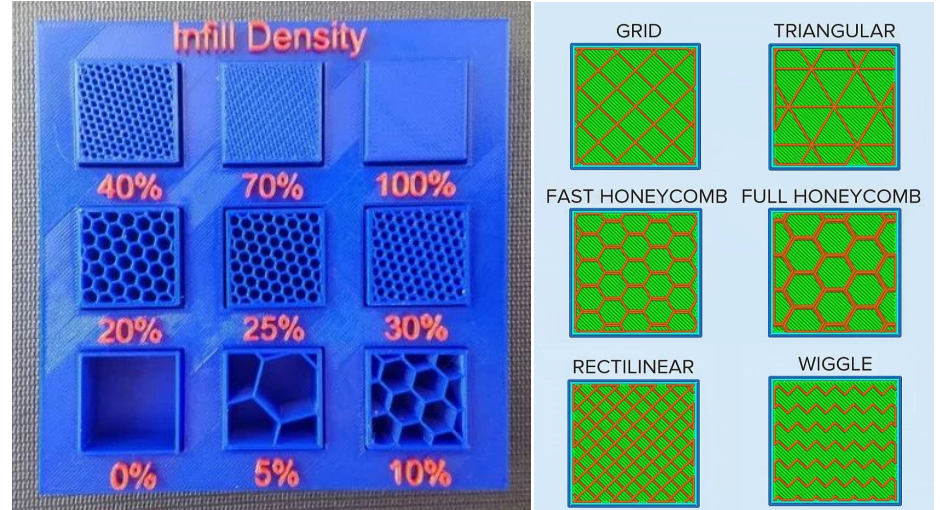 Infill Density
40% 70% 100%
20% 25% 30%
0% 5% 10%
GRID TRIANGULAR
FAST HONEYCOMB FULL HONEYCOMB
RECTILINEAR WIGGLE